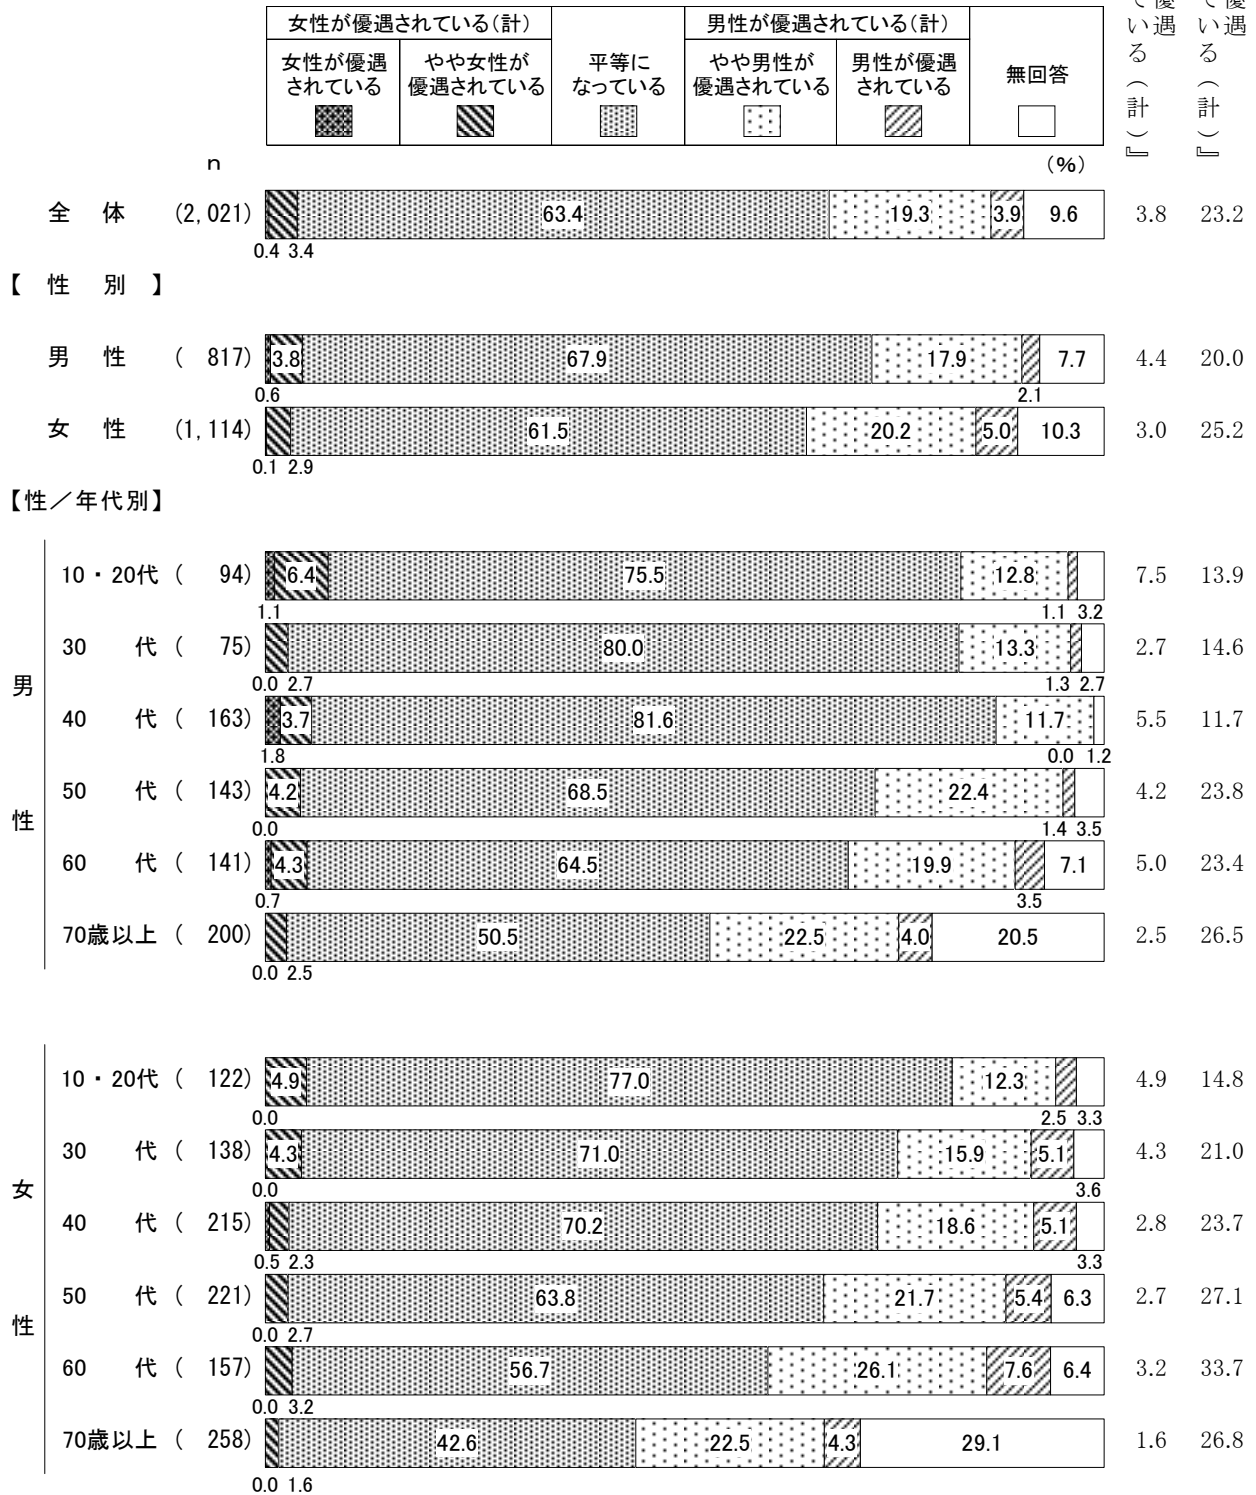 女性が優遇されている(計)
男性が優遇されている(計)
女性が優遇
されている
やや女性が
優遇されている
平等に
なっている
やや男性が
優遇されている
男性が優遇
されている
無回答
優遇
ている(計)』
優遇
ている(計)』
n
(%)
全 体 (2,021) 63.4 19.3 3.9 9.6 3.8 23.2
0.4 3.4
【 性 別 】
男 性 ( 817) 3.8 67.9 17.9 7.7 4.4 20.0
0.6 2.1
女 性 (1,114) 61.5 20.2 5.0 10.3 3.0 25.2
0.1 2.9
【性/年代別】
男性
10・20代 ( 94) 6.4 75.5 12.8 7.5 13.9
1.1 1.1 3.2
30 代 ( 75) 80.0 13.3 2.7 14.6
0.0 2.7 1.3 2.7
40 代 ( 163) 3.7 81.6 11.7 5.5 11.7
1.8 0.0 1.2
50 代 ( 143) 4.2 68.5 22.4 4.2 23.8
0.0 1.4 3.5
60 代 ( 141) 4.3 64.5 19.9 7.1 5.0 23.4
0.7 3.5
70歳以上 ( 200) 50.5 22.5 4.0 20.5 2.5 26.5
0.0 2.5
女性
10・20代 ( 122) 4.9 77.0 12.3 4.9 14.8
0.0 2.5 3.3
30 代 ( 138) 4.3 71.0 15.9 5.1 4.3 21.0
0.0 3.6
40 代 ( 215) 70.2 18.6 5.1 2.8 23.7
0.5 2.3 3.3
50 代 ( 221) 63.8 21.7 5.4 6.3 2.7 27.1
0.0 2.7
60 代 ( 157) 56.7 26.1 7.6 6.4 3.2 33.7
0.0 3.2
70歳以上 ( 258) 42.6 22.5 4.3 29.1 1.6 26.8
0.0 1.6